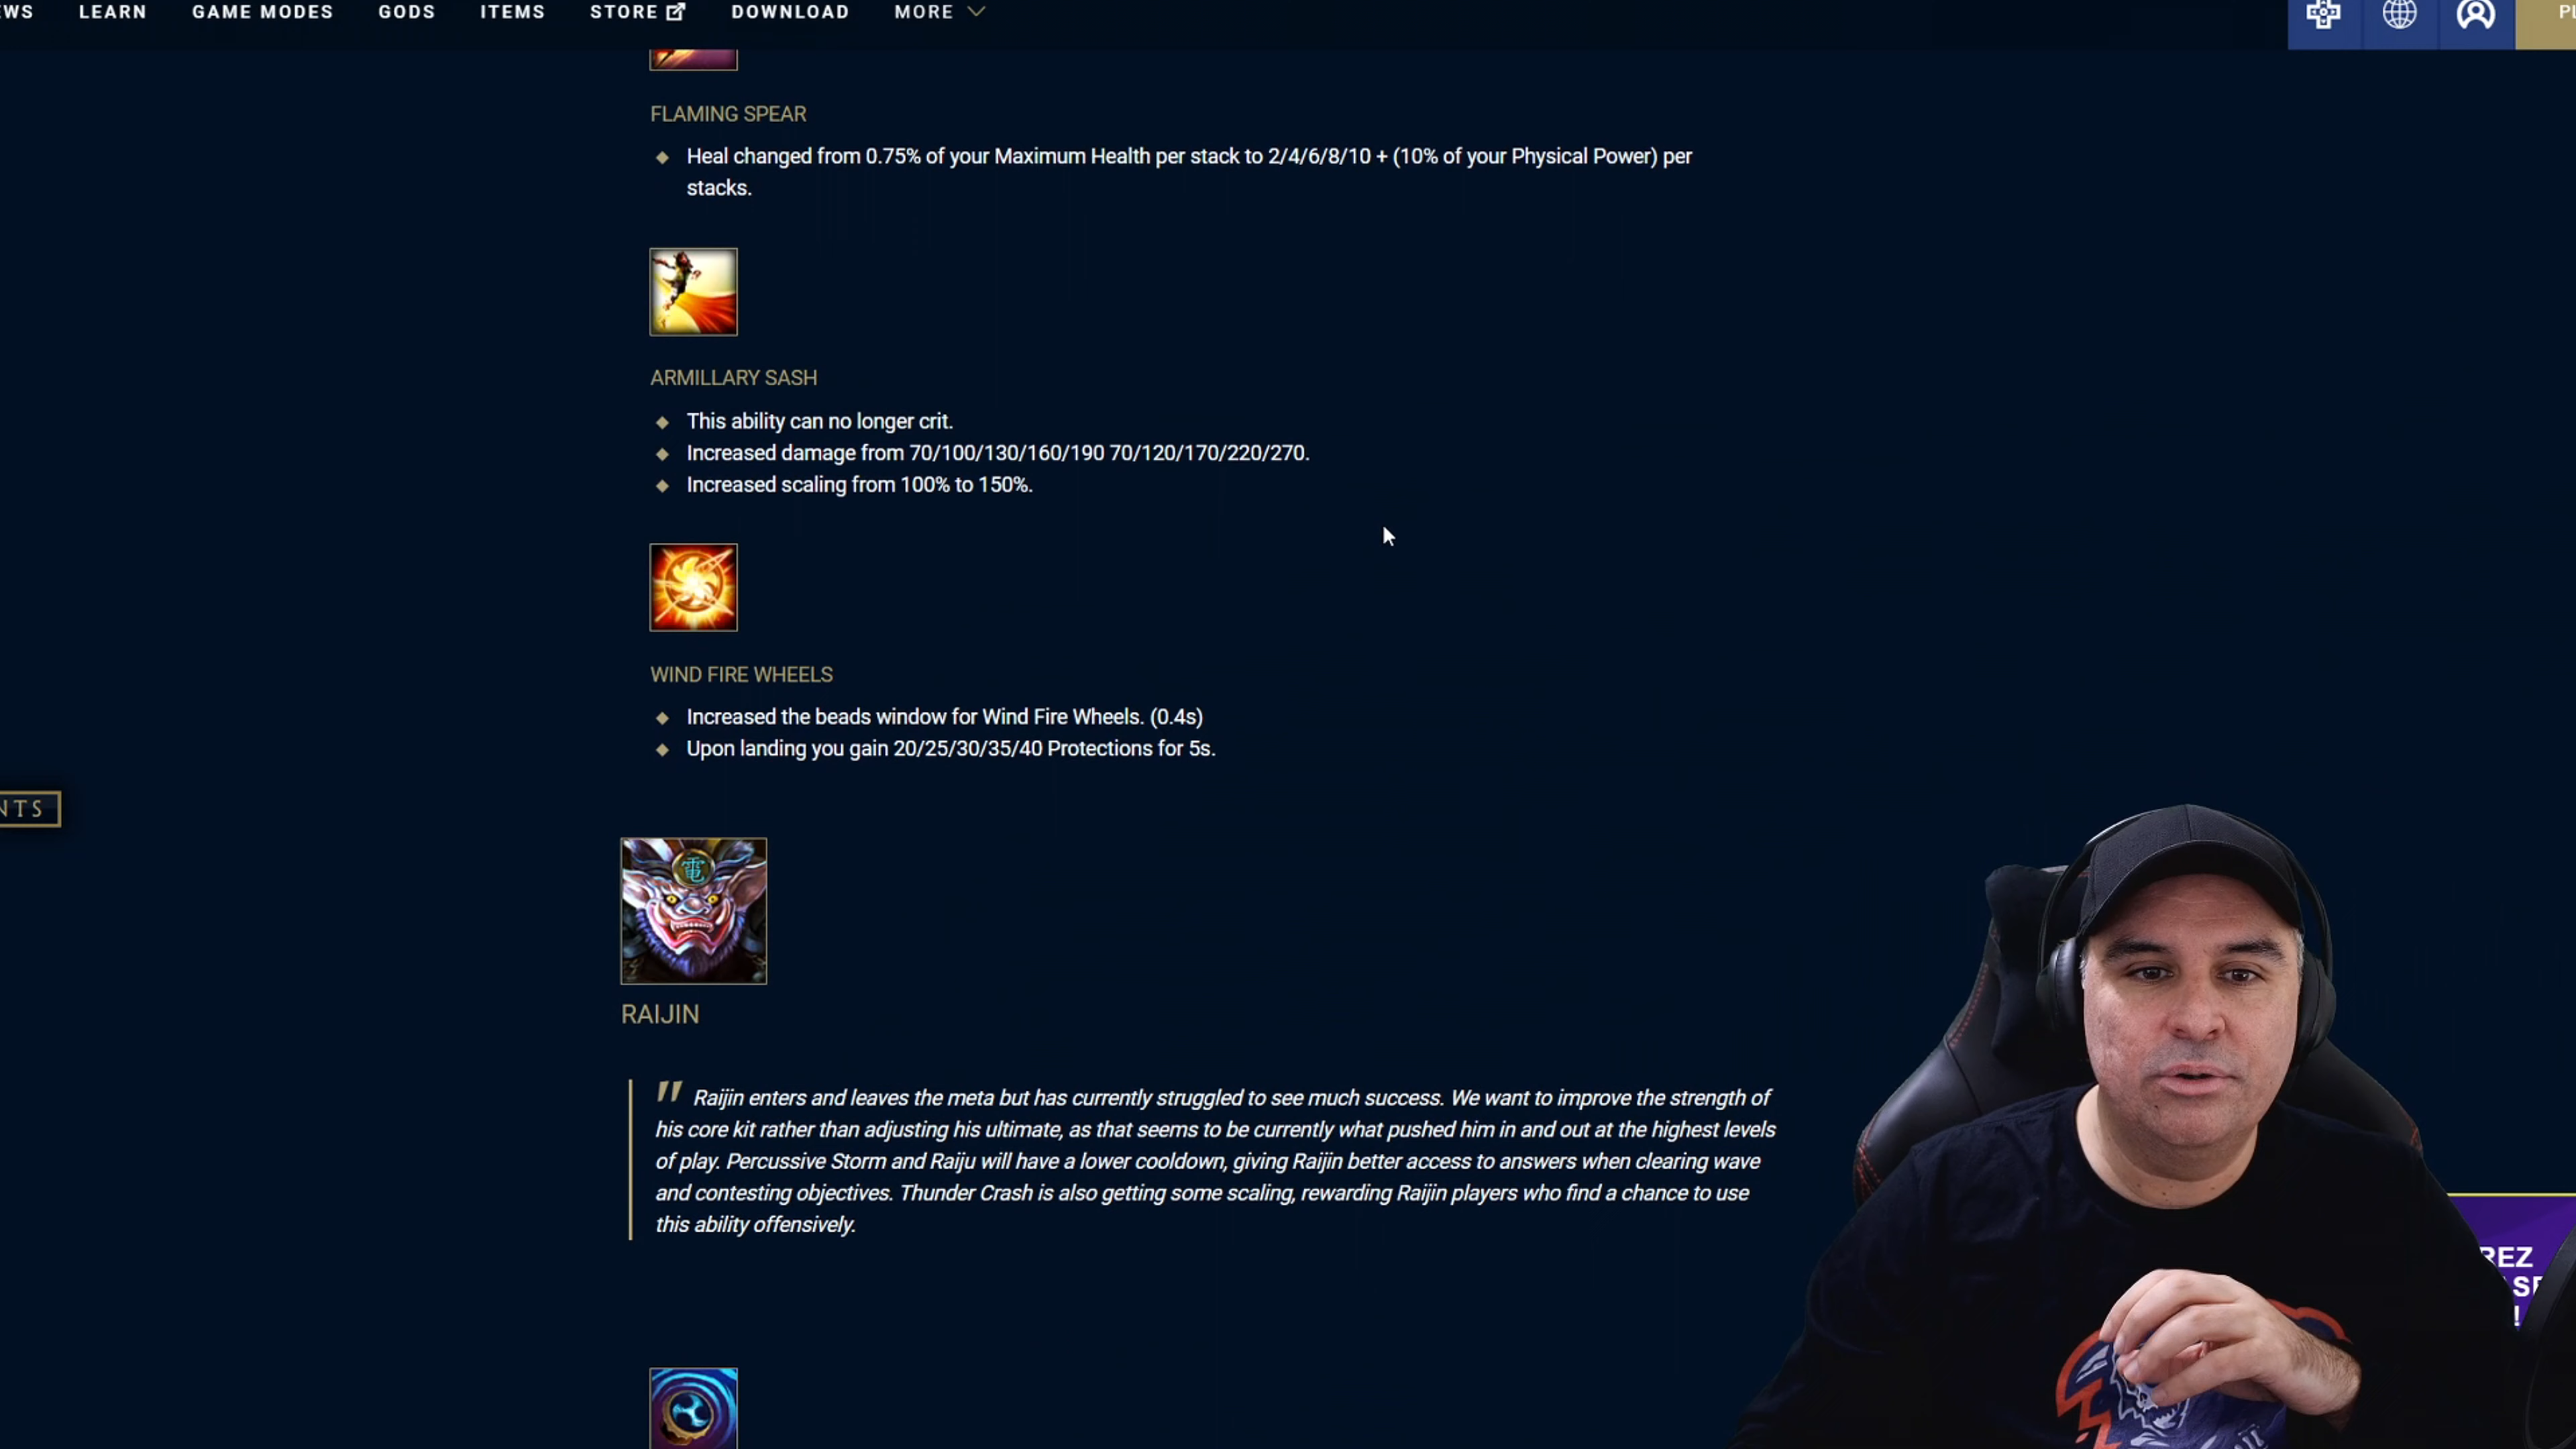 EWS LEARN GAME MODES GODS ITEMS STORE DOWNLOAD MORE PL
FLAMING SPEAR
Heal changed from 0.75% of your Maximum Health per stack to 2/4/6/8/10 + (10% of your Physical Power) per
stacks.
ARMILLARY SASH
This ability can no longer crit.
Increased damage from 70/100/130/160/190 70/120/170/220/270.
Increased scaling from 100% to 150%.
WIND FIRE WHEELS
Increased the beads window for Wind Fire Wheels. (0.4s)
Upon landing you gain 20/25/30/35/40 Protections for 5s.
NTS
電
RAIJIN
" Raijin enters and leaves the meta but has currently struggled to see much success. We want to improve the strength of
his core kit rather than adjusting his ultimate, as that seems to be currently what pushed him in and out at the highest levels
of play. Percussive Storm and Raiju will have a lower cooldown, giving Raijin better access to answers when clearing wave
and contesting objectives. Thunder Crash is also getting some scaling, rewarding Raijin players who find a chance to use
this ability offensively.
REZ
SE
!